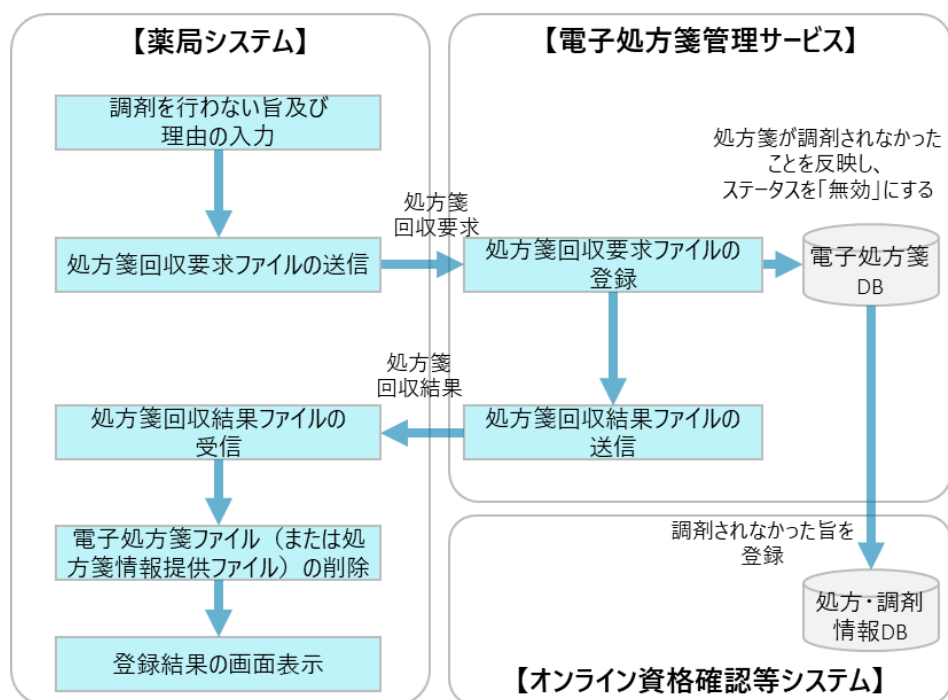 【薬局システム】
調剤を行わない旨及び
理由の入力
処方箋回収要求ファイルの送信
処方箋
回収要求
【電子処方箋管理サービス】
処方箋が調剤されなかった
ことを反映し、
ステータスを「無効」にする
処方箋回収要求ファイルの
登録
電子処方箋
DB
処方箋
回収結果
処方箋回収結果ファイルの
送信
処方箋回収結果ファイルの
受信
電子処方箋ファイル（または処
方箋情報提供ファイル）の削除
登録結果の画面表示
調剤されなかった旨を
登録
処方・調剤
情報DB
【オンライン資格確認等システム】